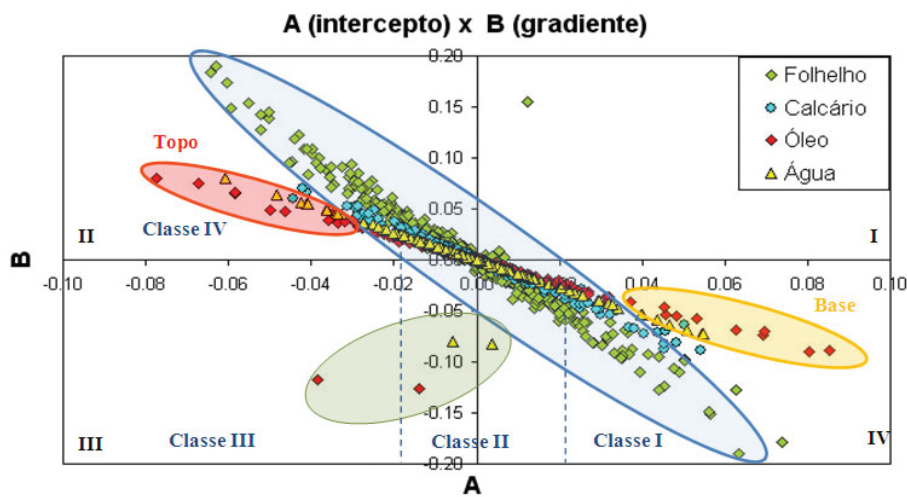 A (intercepto) x B (gradiente)
0.20
Folhelho
Calcário
Óleo
Água
0.15
0.10
Topo
0.05
II
Classe IV
I
B
0.00
-0.10
-0.08
-0.06
-0.04
-0.02
0.00
0.02
0.04
0.06
0.08
0.10
-0.05
Base
-0.10
-0.15
III
Classe III
Classe II
Classe I
IV
-0.20
A